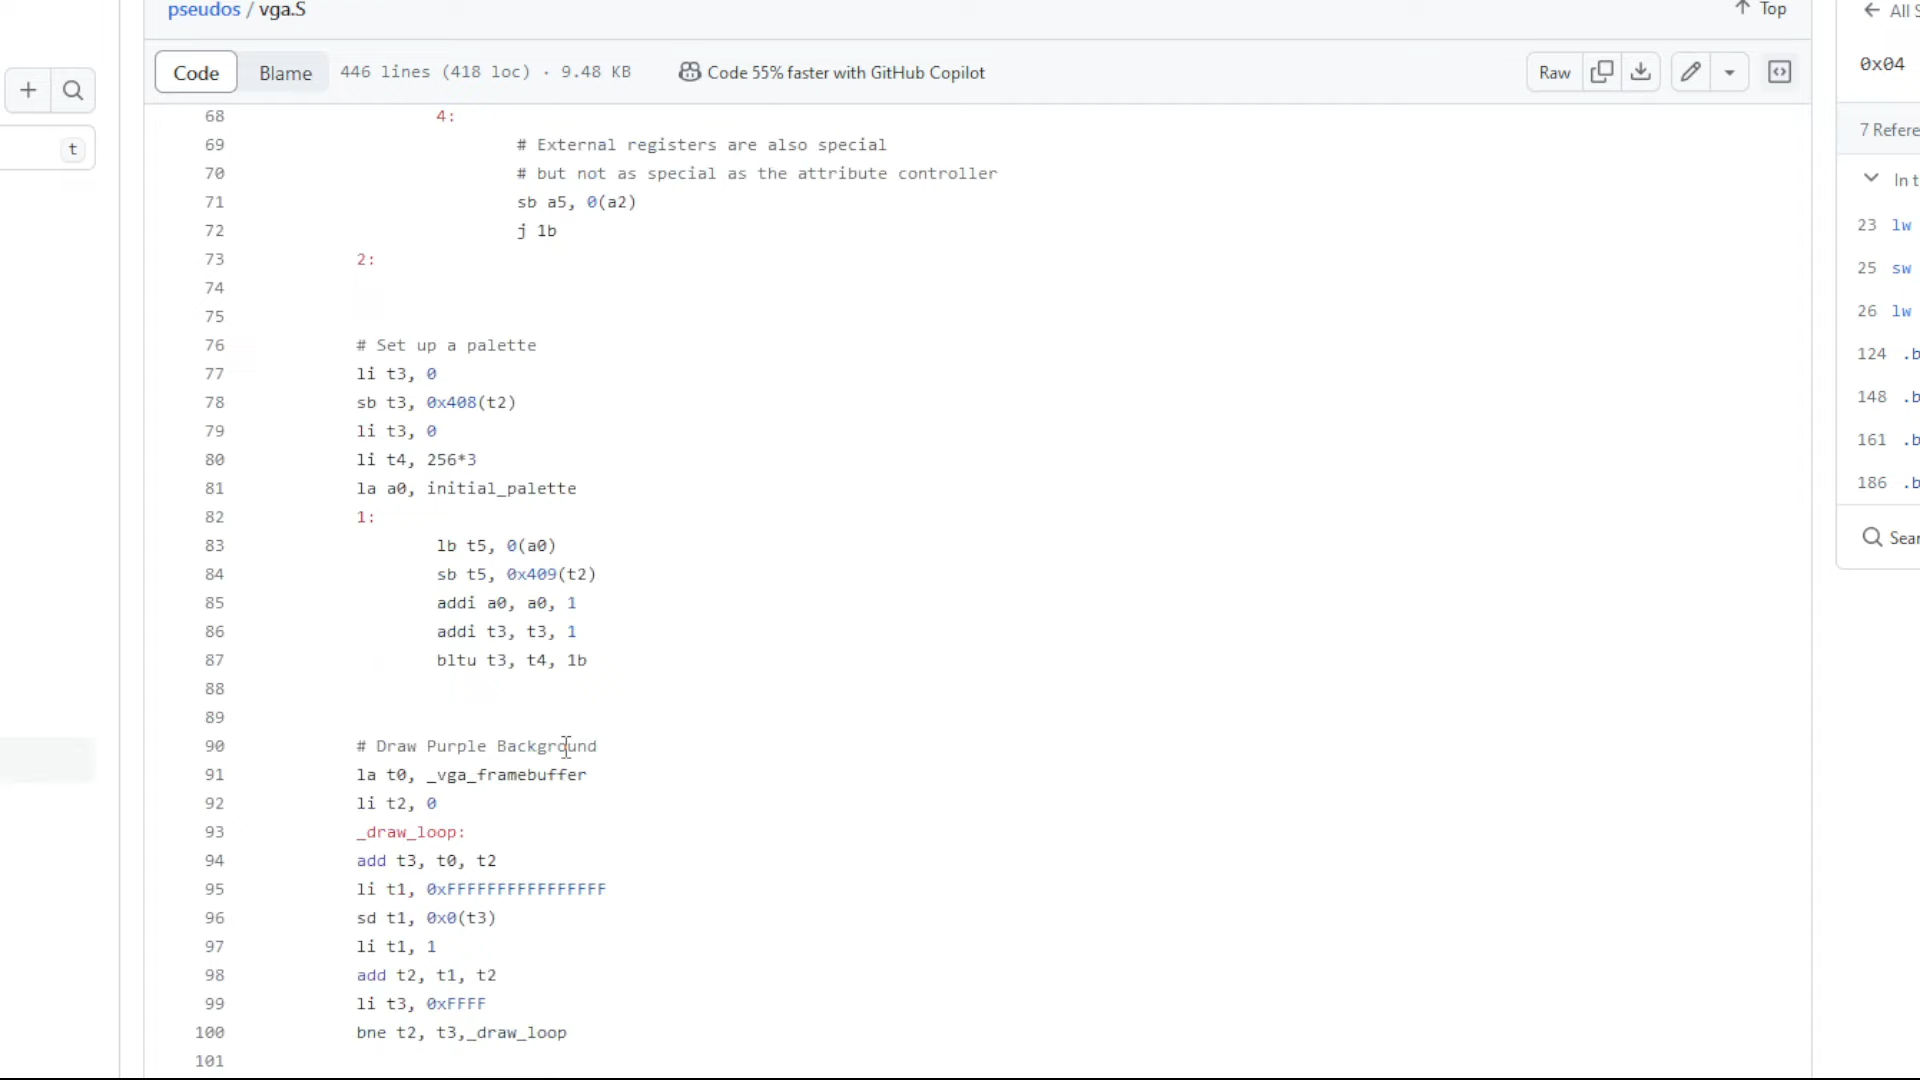 pseudos / vga.S
Top
All S
Code
Blame
446 lines (418 loc) · 9.48 KB
Code 55% faster with GitHub Copilot
Raw
0x04
t
7 Refere
In t
23 lw
25 sw
26 lw
124 .b
148 .b
161 .b
186 .b
Sear
68 4:
69 # External registers are also special
70 # but not as special as the attribute controller
71 sb a5, 0(a2)
72 j 1b
73 2:
74
75
76 # Set up a palette
77 li t3, 0
78 sb t3, 0x408(t2)
79 li t3, 0
80 li t4, 256*3
81 la a0, initial_palette
82 1:
83 lb t5, 0(a0)
84 sb t5, 0x409(t2)
85 addi a0, a0, 1
86 addi t3, t3, 1
87 bltu t3, t4, 1b
88
89
90 # Draw Purple Background
91 la t0, _vga_framebuffer
92 li t2, 0
93 _draw_loop:
94 add t3, t0, t2
95 li t1, 0xFFFFFFFFFFFFFFFF
96 sd t1, 0x0(t3)
97 li t1, 1
98 add t2, t1, t2
99 li t3, 0xFFFF
100 bne t2, t3,_draw_loop
101